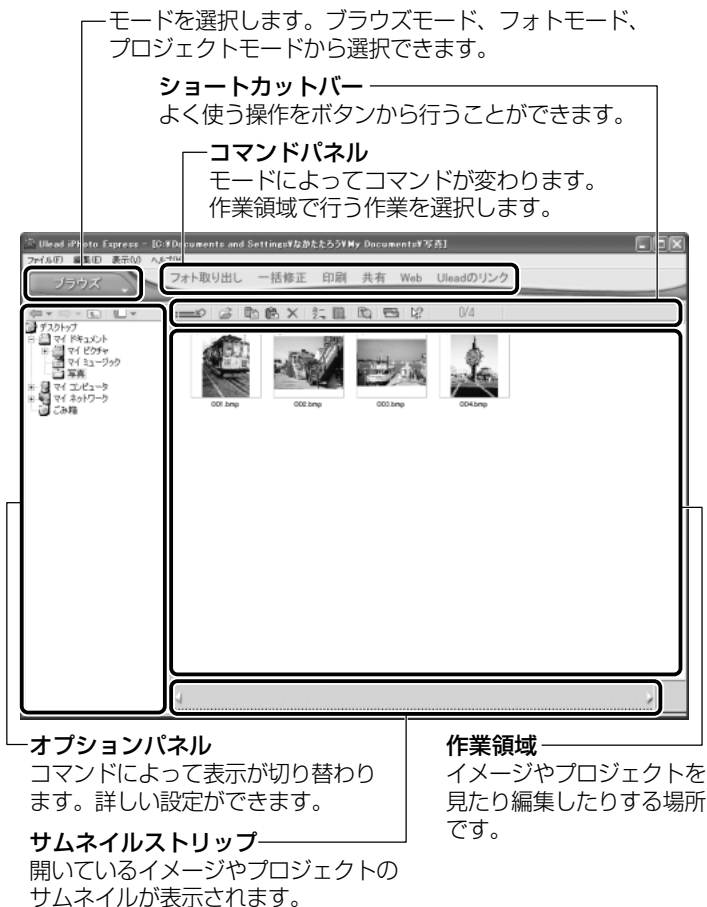 モードを選択します。ブラウズモード、フォトモード、
プロジェクトモードから選択できます。
ショートカットバー
よく使う操作をボタンから行うことができます。
コマンドパネル
モードによってコマンドが変わります。
作業領域で行う作業を選択します。
Ulead iPhoto Express - [C:¥Documents and Settings¥なかたたろう¥My Documents¥写真]
ファイル(F) 編集(E) 表示(V) ヘルプ(H)
ブラウズ
フォト取り出し 一括修正 印刷 共有 Web Uleadのリンク
0/4
デスクトップ
マイ ドキュメント
マイ ピクチャ
マイ ミュージック
写真
マイ コンピュータ
マイ ネットワーク
ごみ箱
001.bmp 002.bmp 003.bmp 004.bmp
オプションパネル
コマンドによって表示が切り替わり
ます。詳しい設定ができます。
サムネイルストリップ
開いているイメージやプロジェクトの
サムネイルが表示されます。
作業領域
イメージやプロジェクトを
見たり編集したりする場所
です。